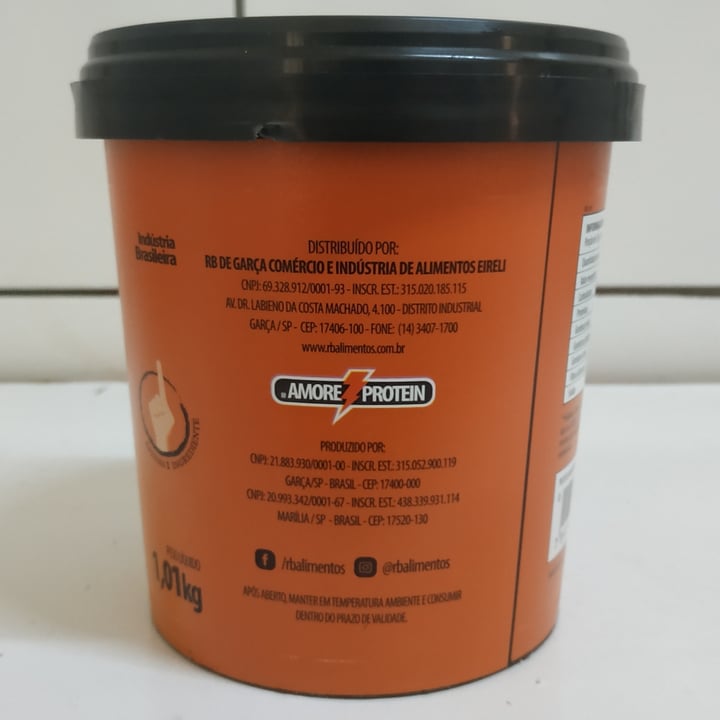 Indústria
Brasileira
DISTRIBUÍDO POR:
RB DE GARÇA COMÉRCIO E INDÚSTRIA DE ALIMENTOS EIRELI
CNPJ: 69.328.912/0001-93 - INSCR. EST.: 315.020.185.115
AV. DR. LABIENO DA COSTA MACHADO, 4.100 - DISTRITO INDUSTRIAL
GARÇA / SP - CEP: 17406-100 - FONE: (14) 3407-1700
www.rbalimentos.com.br
AMORE PROTEIN
PRODUZIDO POR:
CNPJ: 21.883.930/0001-00 - INSCR. EST.: 315.052.900.119
GARÇA/SP - BRASIL - CEP: 17400-000
CNPJ: 20.993.342/0001-67 - INSCR. EST.: 438.339.931.114
MARÍLIA / SP - BRASIL - CEP: 17520-130
/rbalimentos @rbalimentos
APÓS ABERTO, MANTER EM TEMPERATURA AMBIENTE E CONSUMIR
DENTRO DO PRAZO DE VALIDADE.
INGREDIENTE
PESO LÍQUIDO
1,01kg